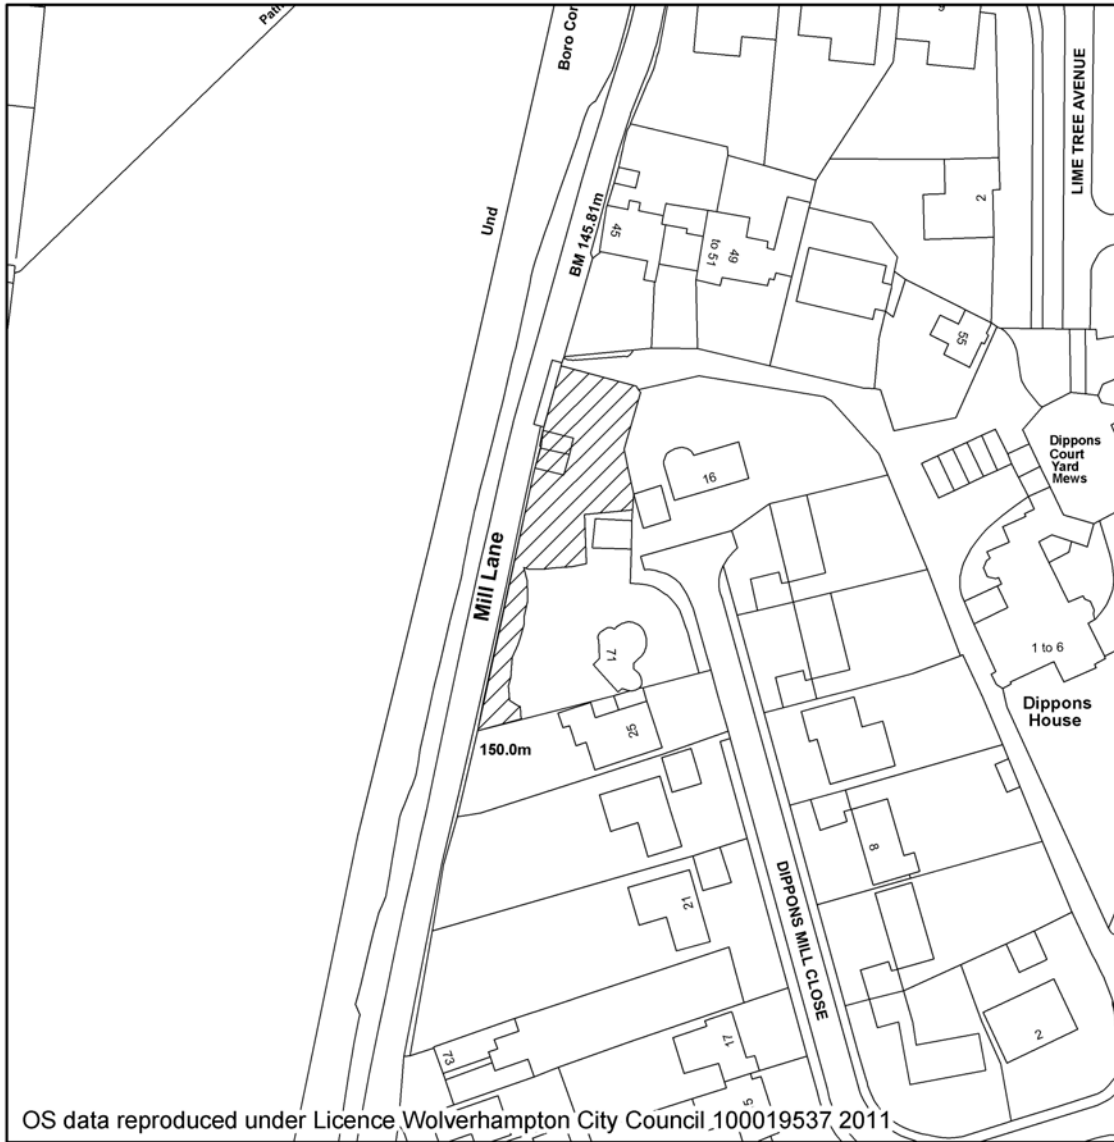 Path
Boro Con
6
LIME TREE AVENUE
Und
BM 145.81m
45
49
to 51
2
55
Dippons
Court
Yard
Mews
16
Mill Lane
71
1 to 6
Dippons
House
25
150.0m
8
21
DIPPONS MILL CLOSE
17
2
73
5
OS data reproduced under Licence Wolverhampton City Council 100019537 2011